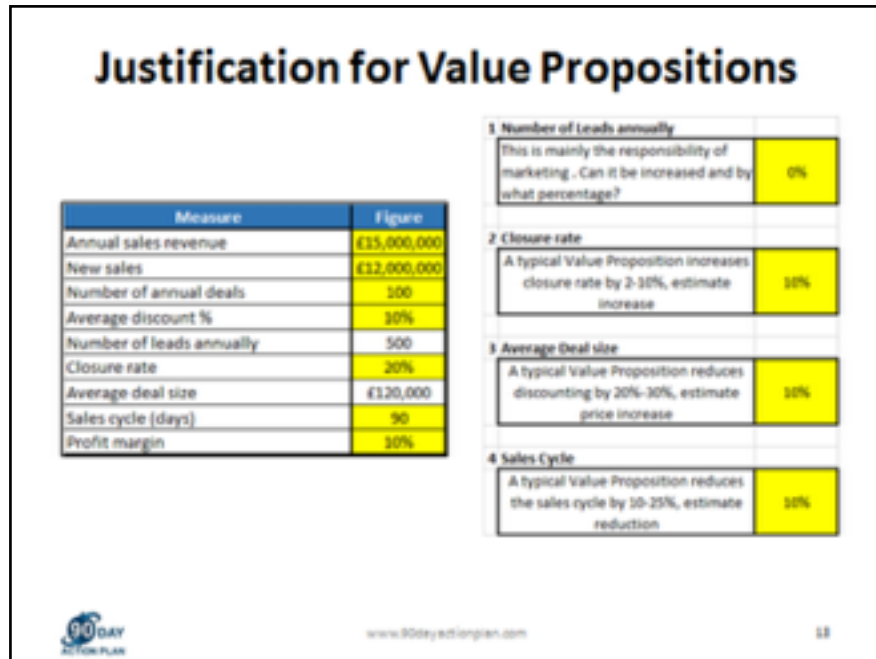 Justification for Value Propositions
Measure Figure
Annual sales revenue £15,000,000
New sales £12,000,000
Number of annual deals 100
Average discount % 10%
Number of leads annually 500
Closure rate 20%
Average deal size £120,000
Sales cycle (days) 90
Profit margin 10%
1 Number of Leads annually
This is mainly the responsibility of
marketing . Can it be increased and by
what percentage?
0%
2 Closure rate
A typical Value Proposition increases
closure rate by 2-10%, estimate
increase
10%
3 Average Deal size
A typical Value Proposition reduces
discounting by 20%-30%, estimate
price increase
10%
4 Sales Cycle
A typical Value Proposition reduces
the sales cycle by 10-25%, estimate
reduction
10%
90 DAY
ACTION PLAN
www.90dayactionplan.com
13